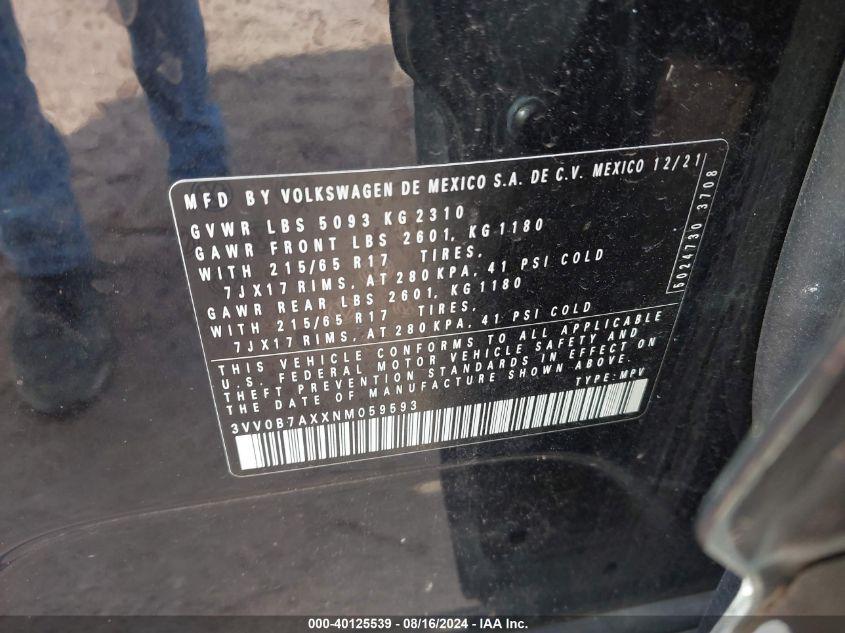 MFD BY VOLKSWAGEN DE MEXICO S.A. DE C.V. MEXICO 12/21
GVWR LBS 5093 KG 2310
GAWR FRONT LBS 2601, KG 1180
WITH 215/65 R17 TIRES,
7JX17 RIMS, AT 280 KPA, 41 PSI COLD
GAWR REAR LBS 2601, KG 1180
WITH 215/65 R17 TIRES,
7JX17 RIMS, AT 280 KPA, 41 PSI COLD
THIS VEHICLE CONFORMS TO ALL APPLICABLE
U.S. FEDERAL MOTOR VEHICLE SAFETY AND
THEFT PREVENTION STANDARDS IN EFFECT ON
THE DATE OF MANUFACTURE SHOWN ABOVE.
3VV0B7AXXNM059593 TYPE:MPV
5024730 3708
000-40125539 - 08/16/2024 - IAA Inc.